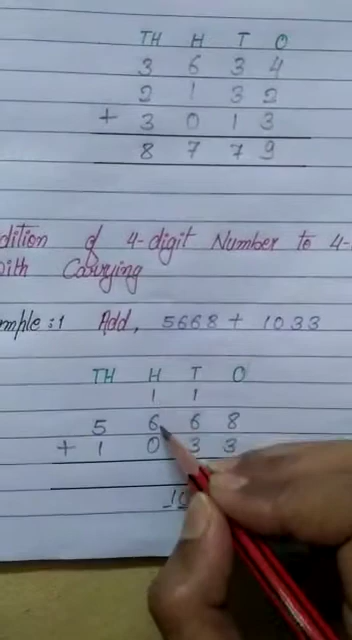 TH H T O
3 6 3 4
2 1 3 2
+ 3 0 1 3
8 7 7 9
dition of 4-digit Number to 4-
with Carrying
mple:1 Add, 5668 + 1033
TH H T O
1 1
5 6 6 8
+ 1 0 3 3